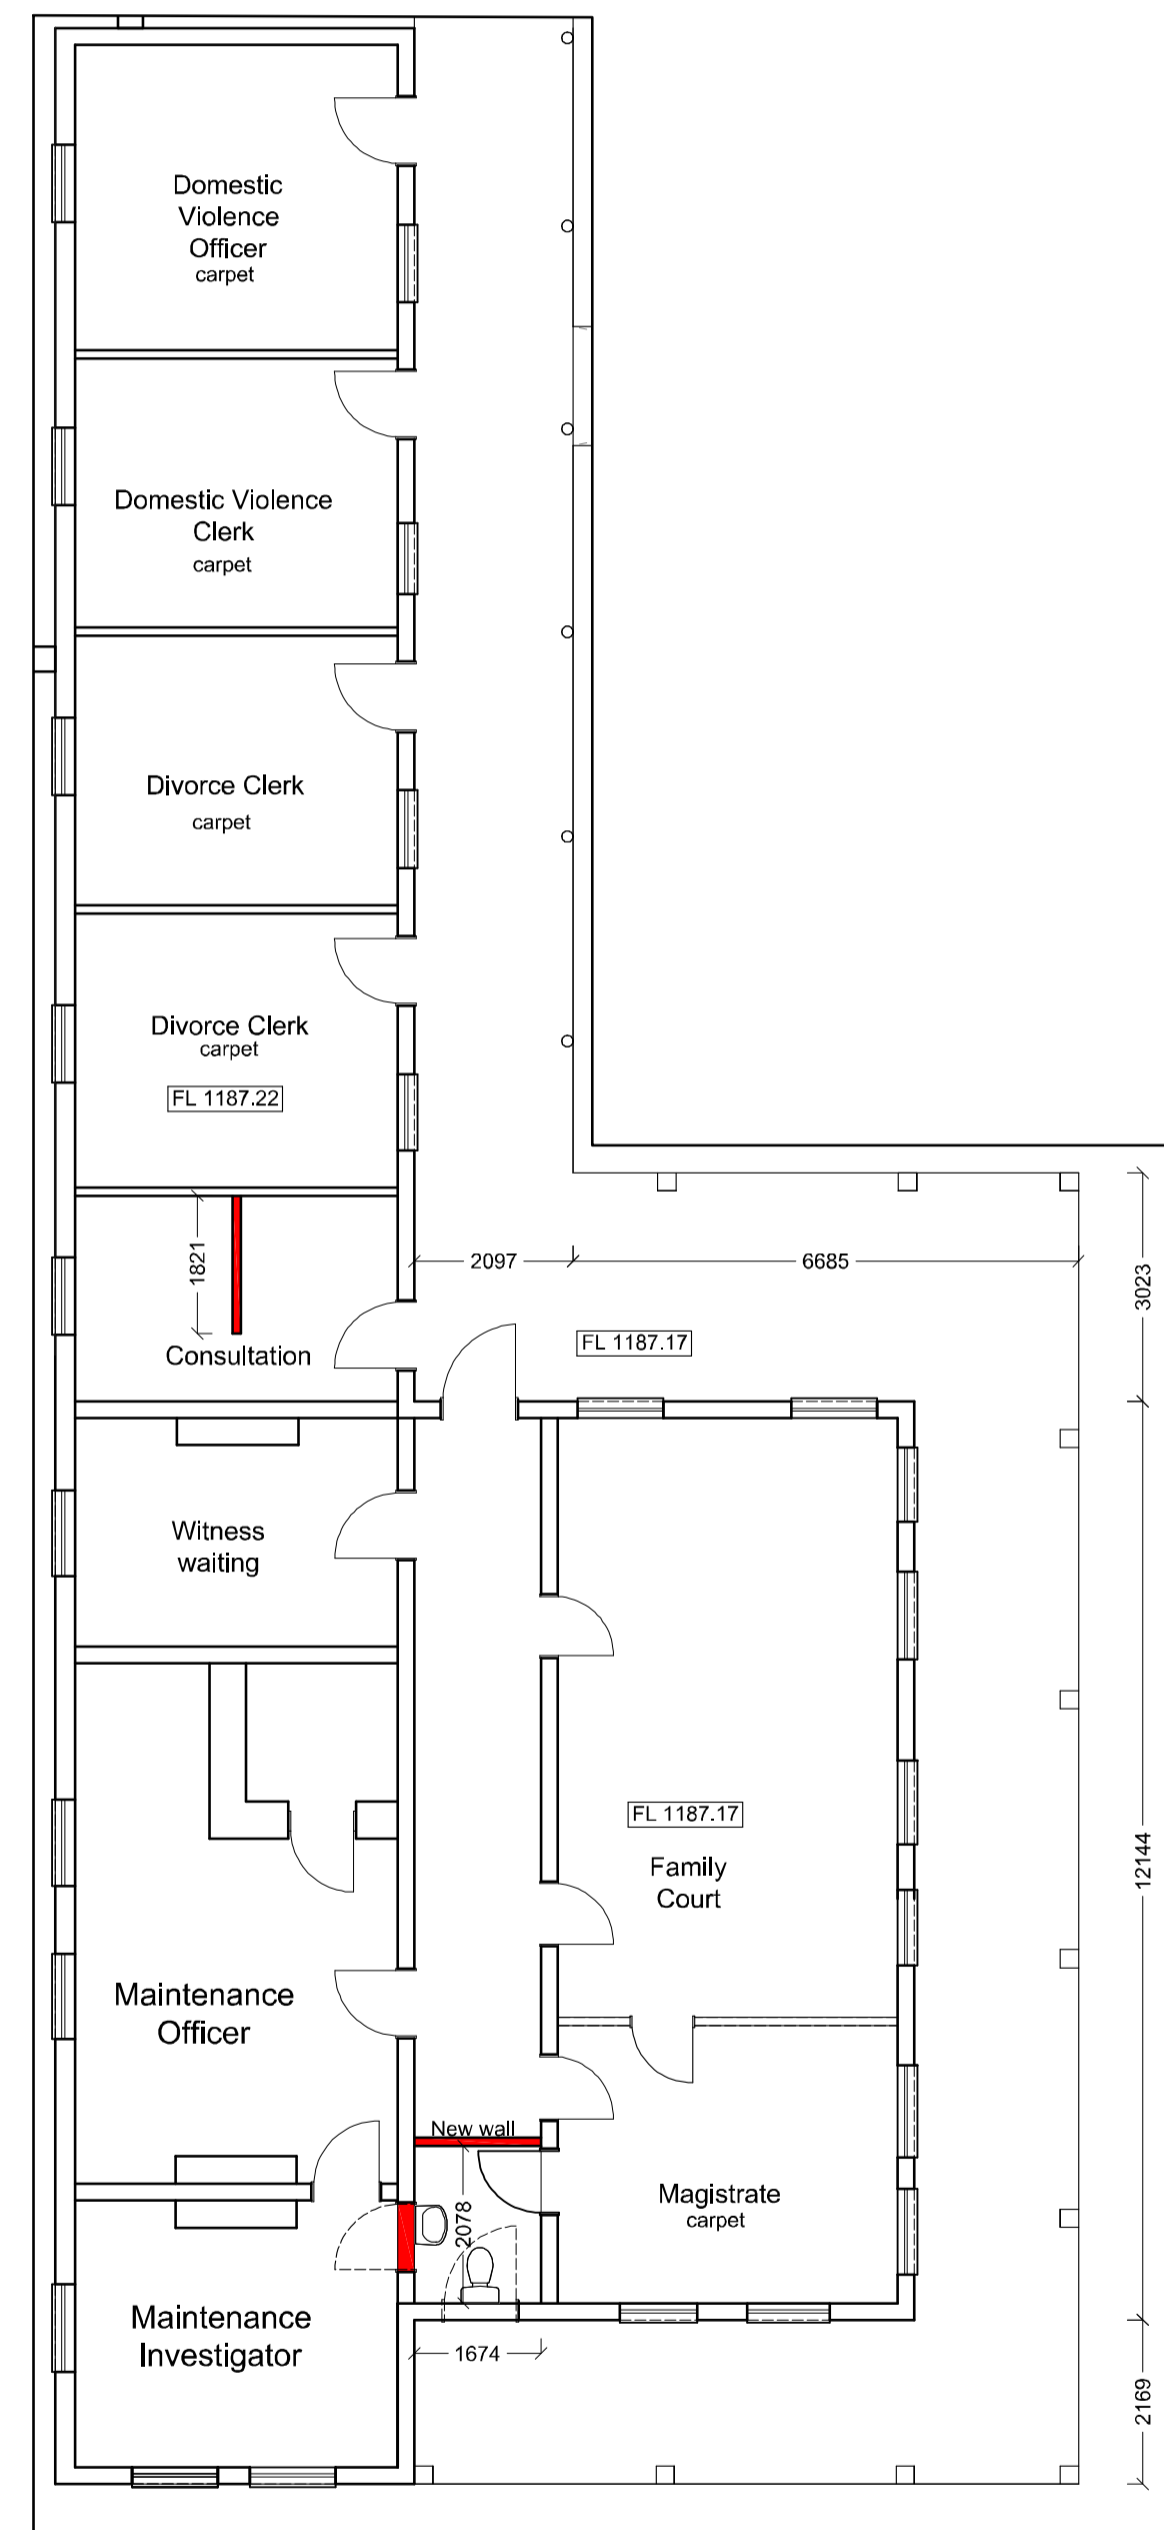 Domestic
Violence
Officer
carpet
Domestic Violence
Clerk
carpet
Divorce Clerk
carpet
Divorce Clerk
carpet
FL 1187.22
1821
Consultation
2097
6685
3023
FL 1187.17
Witness
waiting
FL 1187.17
Family
Court
12144
Maintenance
Officer
New wall
2078
Magistrate
carpet
Maintenance
Investigator
1674
2169